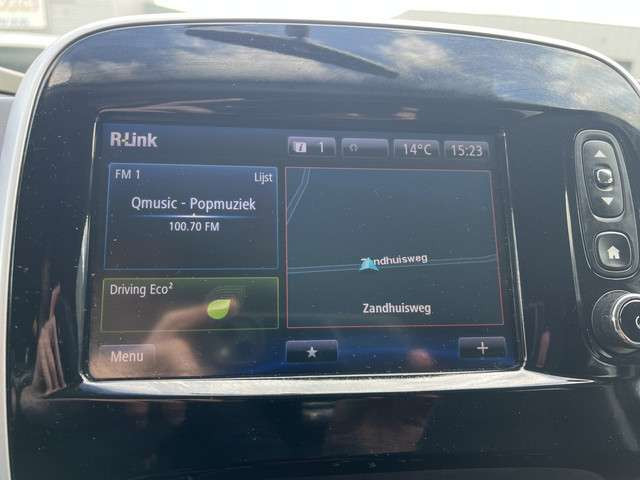 R-Link
i 1 14°C 15:23
FM 1 Lijst
Qmusic - Popmuziek
100.70 FM
Zandhuisweg
Driving Eco²
Zandhuisweg
Menu
+